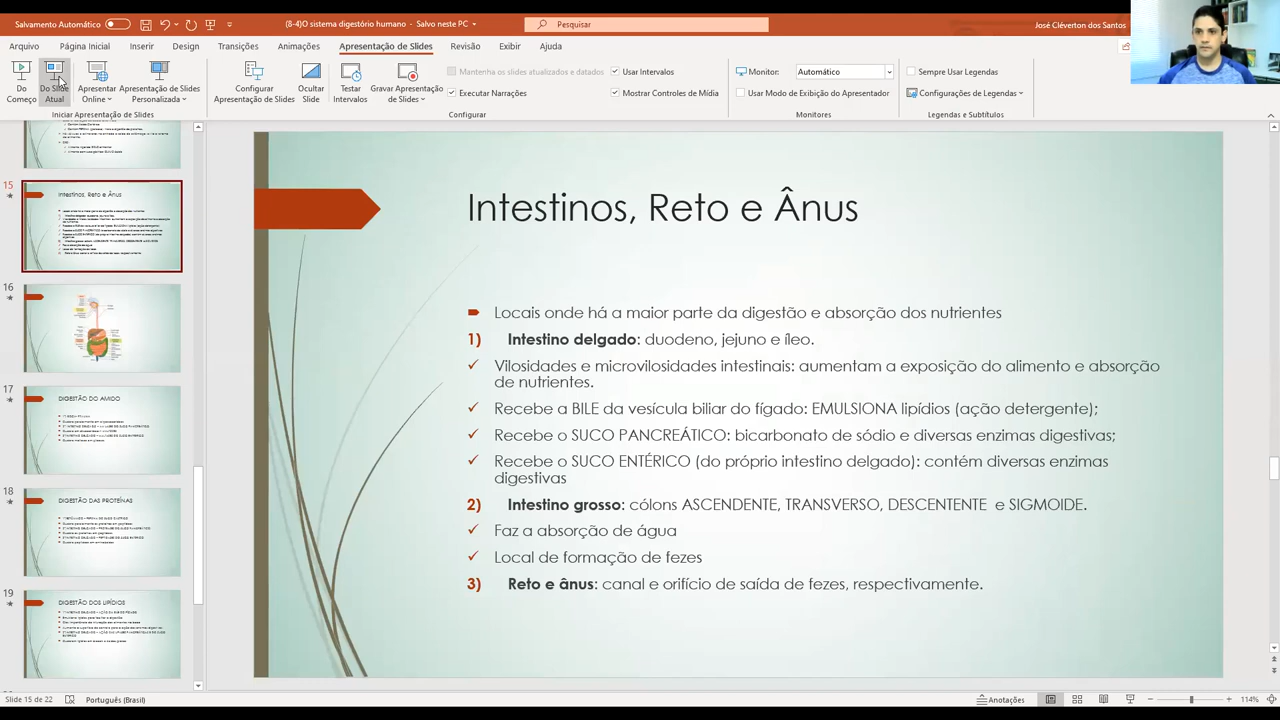 Salvamento Automático
(8-4)O sistema digestório humano - Salvo neste PC
Pesquisar
José Cléverton dos Santos
Arquivo
Página Inicial
Inserir
Design
Transições
Animações
Apresentação de Slides
Revisão
Exibir
Ajuda
Do Começo
Do Slide Atual
Apresentar Online
Apresentação de Slides Personalizada
Configurar Apresentação de Slides
Ocultar Slide
Testar Intervalos
Gravar Apresentação de Slides
Mantenha os slides atualizados e datados
Executar Narrações
Usar Intervalos
Mostrar Controles de Mídia
Monitor:
Automático
Usar Modo de Exibição do Apresentador
Sempre Usar Legendas
Configurações de Legendas
Iniciar Apresentação de Slides
Configurar
Monitores
Legendas e Subtítulos
15
Intestinos, Reto e Ânus
16
17
DIGESTÃO DO AMIDO
18
DIGESTÃO DAS PROTEÍNAS
19
DIGESTÃO DOS LIPÍDIOS
Intestinos, Reto e Ânus
Locais onde há a maior parte da digestão e absorção dos nutrientes
1) Intestino delgado: duodeno, jejuno e íleo.
Vilosidades e microvilosidades intestinais: aumentam a exposição do alimento e absorção
de nutrientes.
Recebe a BILE da vesícula biliar do fígado: EMULSIONA lipídios (ação detergente);
Recebe o SUCO PANCREÁTICO: bicarbonato de sódio e diversas enzimas digestivas;
Recebe o SUCO ENTÉRICO (do próprio intestino delgado): contém diversas enzimas
digestivas
2) Intestino grosso: cólons ASCENDENTE, TRANSVERSO, DESCENTENTE e SIGMOIDE.
Faz a absorção de água
Local de formação de fezes
3) Reto e ânus: canal e orifício de saída de fezes, respectivamente.
Slide 15 de 22
Português (Brasil)
Anotações
114%